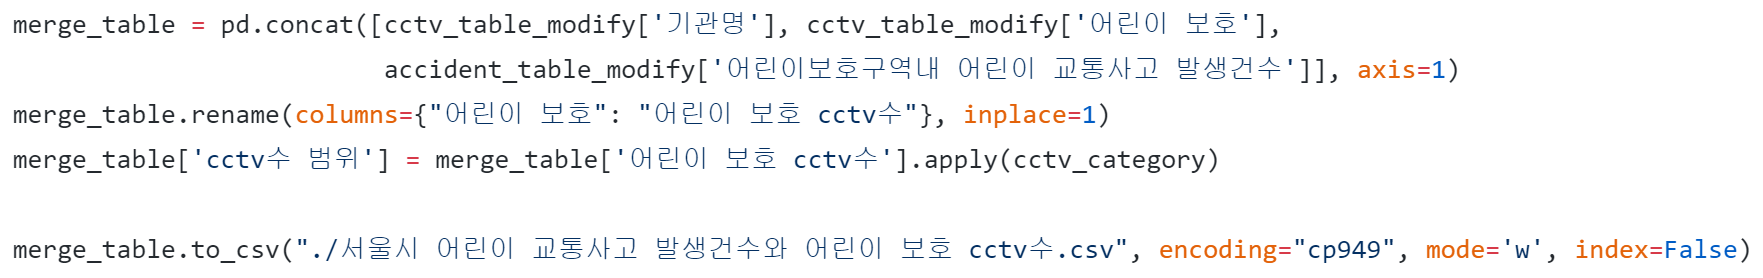 merge_table = pd.concat([cctv_table_modify['기관명'], cctv_table_modify['어린이 보호'],
accident_table_modify['어린이보호구역내 어린이 교통사고 발생건수']], axis=1)
merge_table.rename(columns={"어린이 보호": "어린이 보호 cctv수"}, inplace=1)
merge_table['cctv수 범위'] = merge_table['어린이 보호 cctv수'].apply(cctv_category)
merge_table.to_csv("./서울시 어린이 교통사고 발생건수와 어린이 보호 cctv수.csv", encoding="cp949", mode='w', index=False)